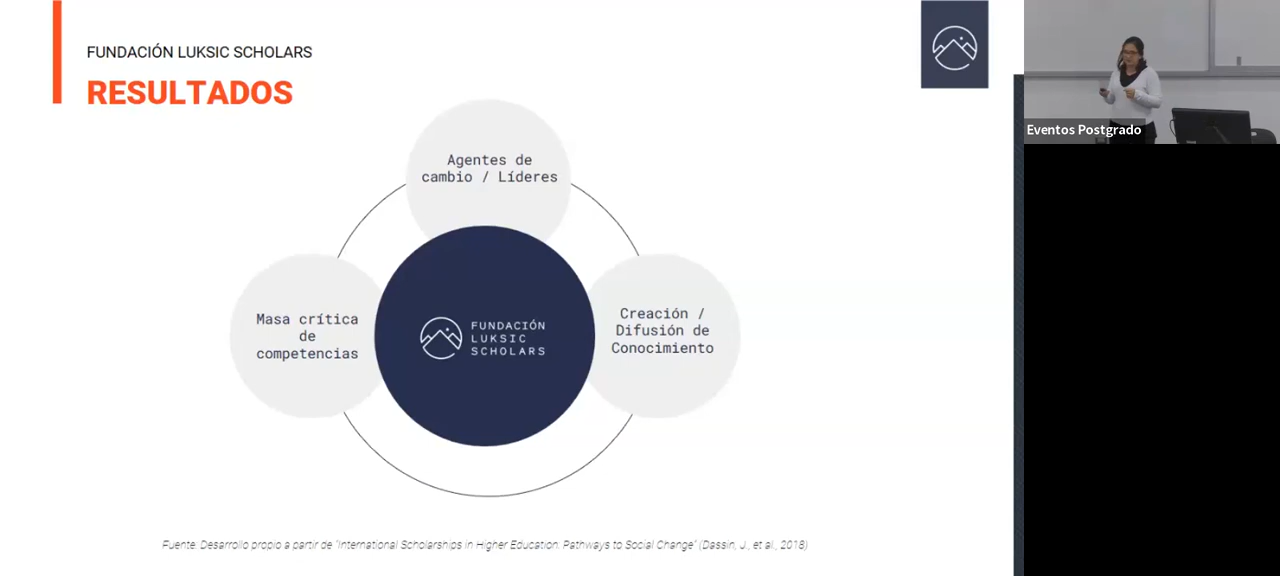 FUNDACIÓN LUKSIC SCHOLARS
RESULTADOS
Eventos Postgrado
Agentes de
cambio / Líderes
Masa crítica
de
competencias
FUNDACIÓN
LUKSIC
SCHOLARS
Creación /
Difusión de
Conocimiento
Fuente: Desarrollo propio a partir de "International Scholarships in Higher Education: Pathways to Social Change" (Dassin, J., et al., 2018)